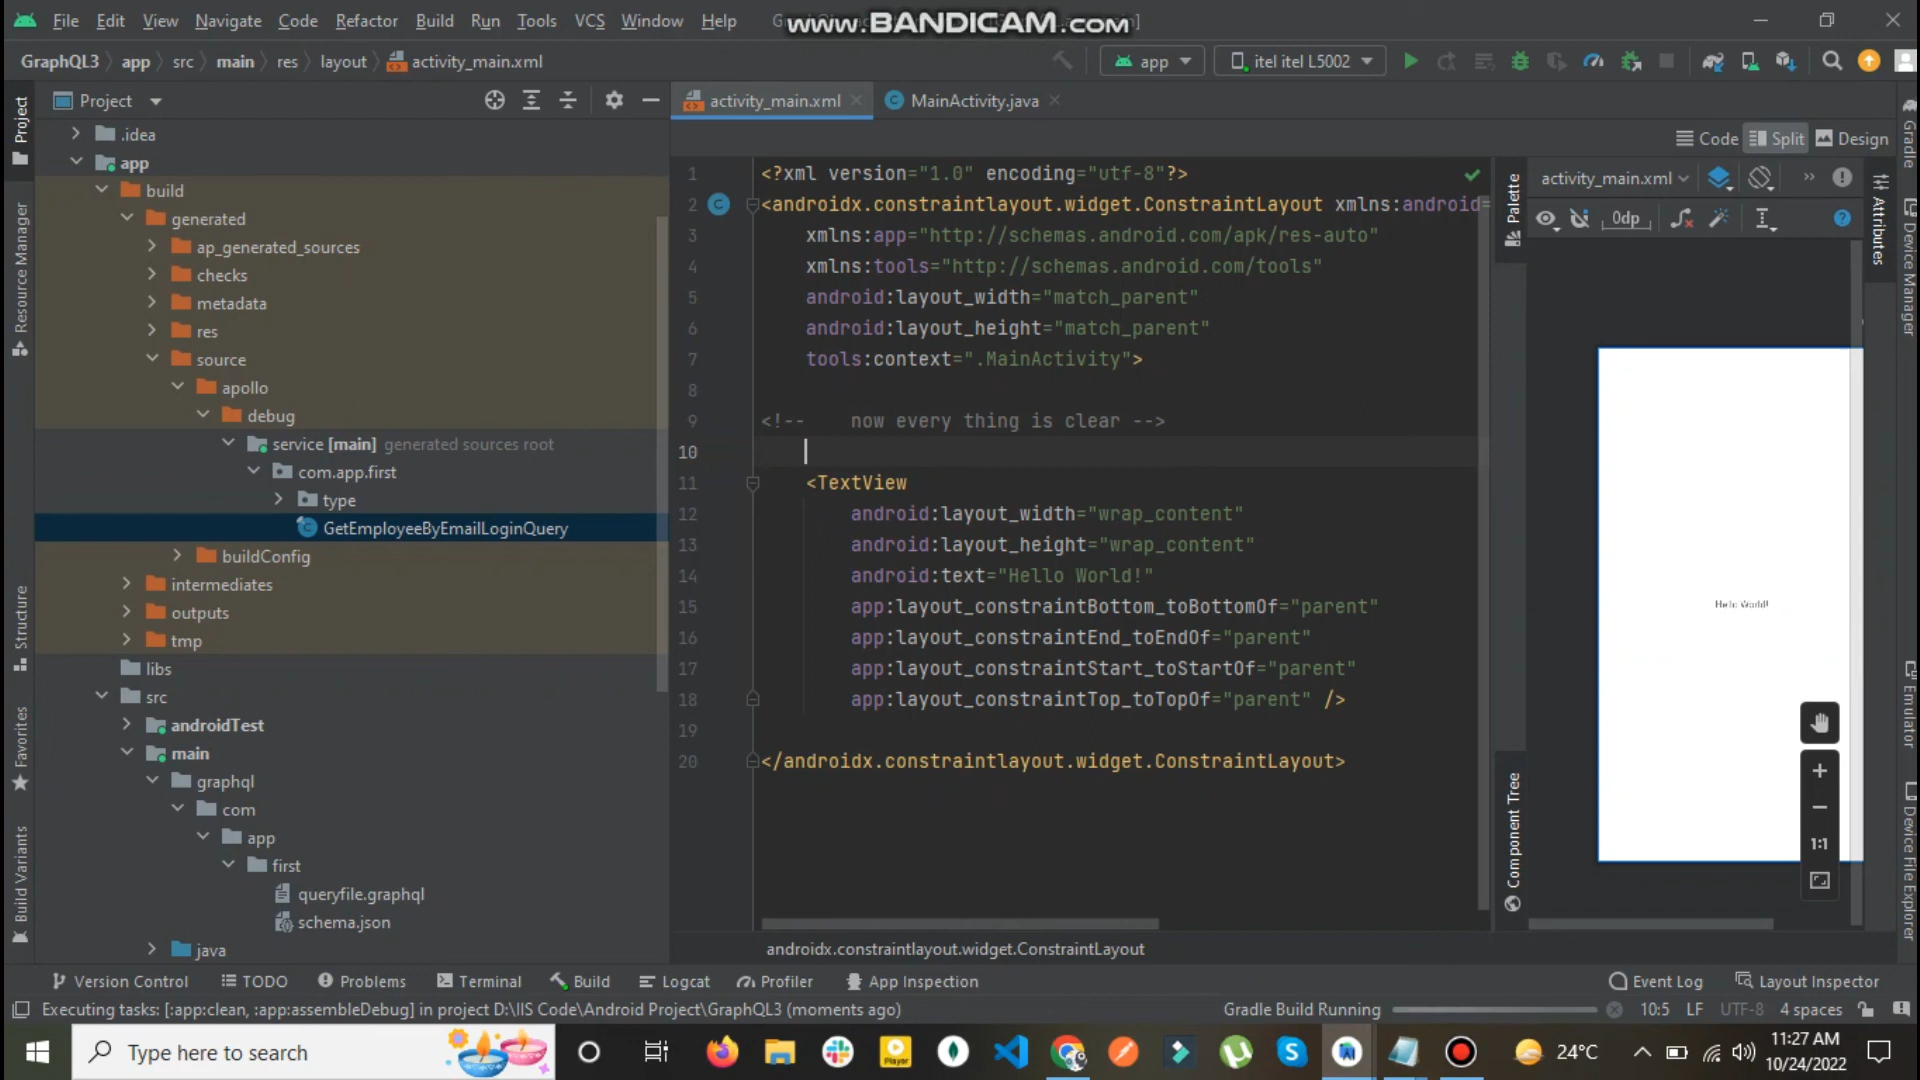 File Edit View Navigate Code Refactor Build Run Tools VCS Window Help
www.BANDICAM.com
GraphQL3 app src main res layout activity_main.xml
app
itel itel L5002
Project
activity_main.xml
MainActivity.java
Code Split Design
.idea
app
build
generated
ap_generated_sources
checks
metadata
res
source
apollo
debug
service [main] generated sources root
com.app.first
type
GetEmployeeByEmailLoginQuery
buildConfig
intermediates
outputs
tmp
libs
src
androidTest
main
graphql
com
app
first
queryfile.graphql
schema.json
java
1 <?xml version="1.0" encoding="utf-8"?>
2 <androidx.constraintlayout.widget.ConstraintLayout xmlns:android=
3 xmlns:app="http://schemas.android.com/apk/res-auto"
4 xmlns:tools="http://schemas.android.com/tools"
5 android:layout_width="match_parent"
6 android:layout_height="match_parent"
7 tools:context=".MainActivity">
8
9 <!-- now every thing is clear -->
10
11 <TextView
12 android:layout_width="wrap_content"
13 android:layout_height="wrap_content"
14 android:text="Hello World!"
15 app:layout_constraintBottom_toBottomOf="parent"
16 app:layout_constraintEnd_toEndOf="parent"
17 app:layout_constraintStart_toStartOf="parent"
18 app:layout_constraintTop_toTopOf="parent" />
19
20 </androidx.constraintlayout.widget.ConstraintLayout>
androidx.constraintlayout.widget.ConstraintLayout
activity_main.xml
0dp
Hello World!
1:1
Palette
Component Tree
Attributes
Project
Resource Manager
Structure
Favorites
Build Variants
Gradle
Device Manager
Emulator
Device File Explorer
Version Control TODO Problems Terminal Build Logcat Profiler App Inspection
Event Log Layout Inspector
Executing tasks: [:app:clean, :app:assembleDebug] in project D:\IIS Code\Android Project\GraphQL3 (moments ago)
Gradle Build Running
10:5 LF UTF-8 4 spaces
Type here to search
Player
24°C
11:27 AM
10/24/2022